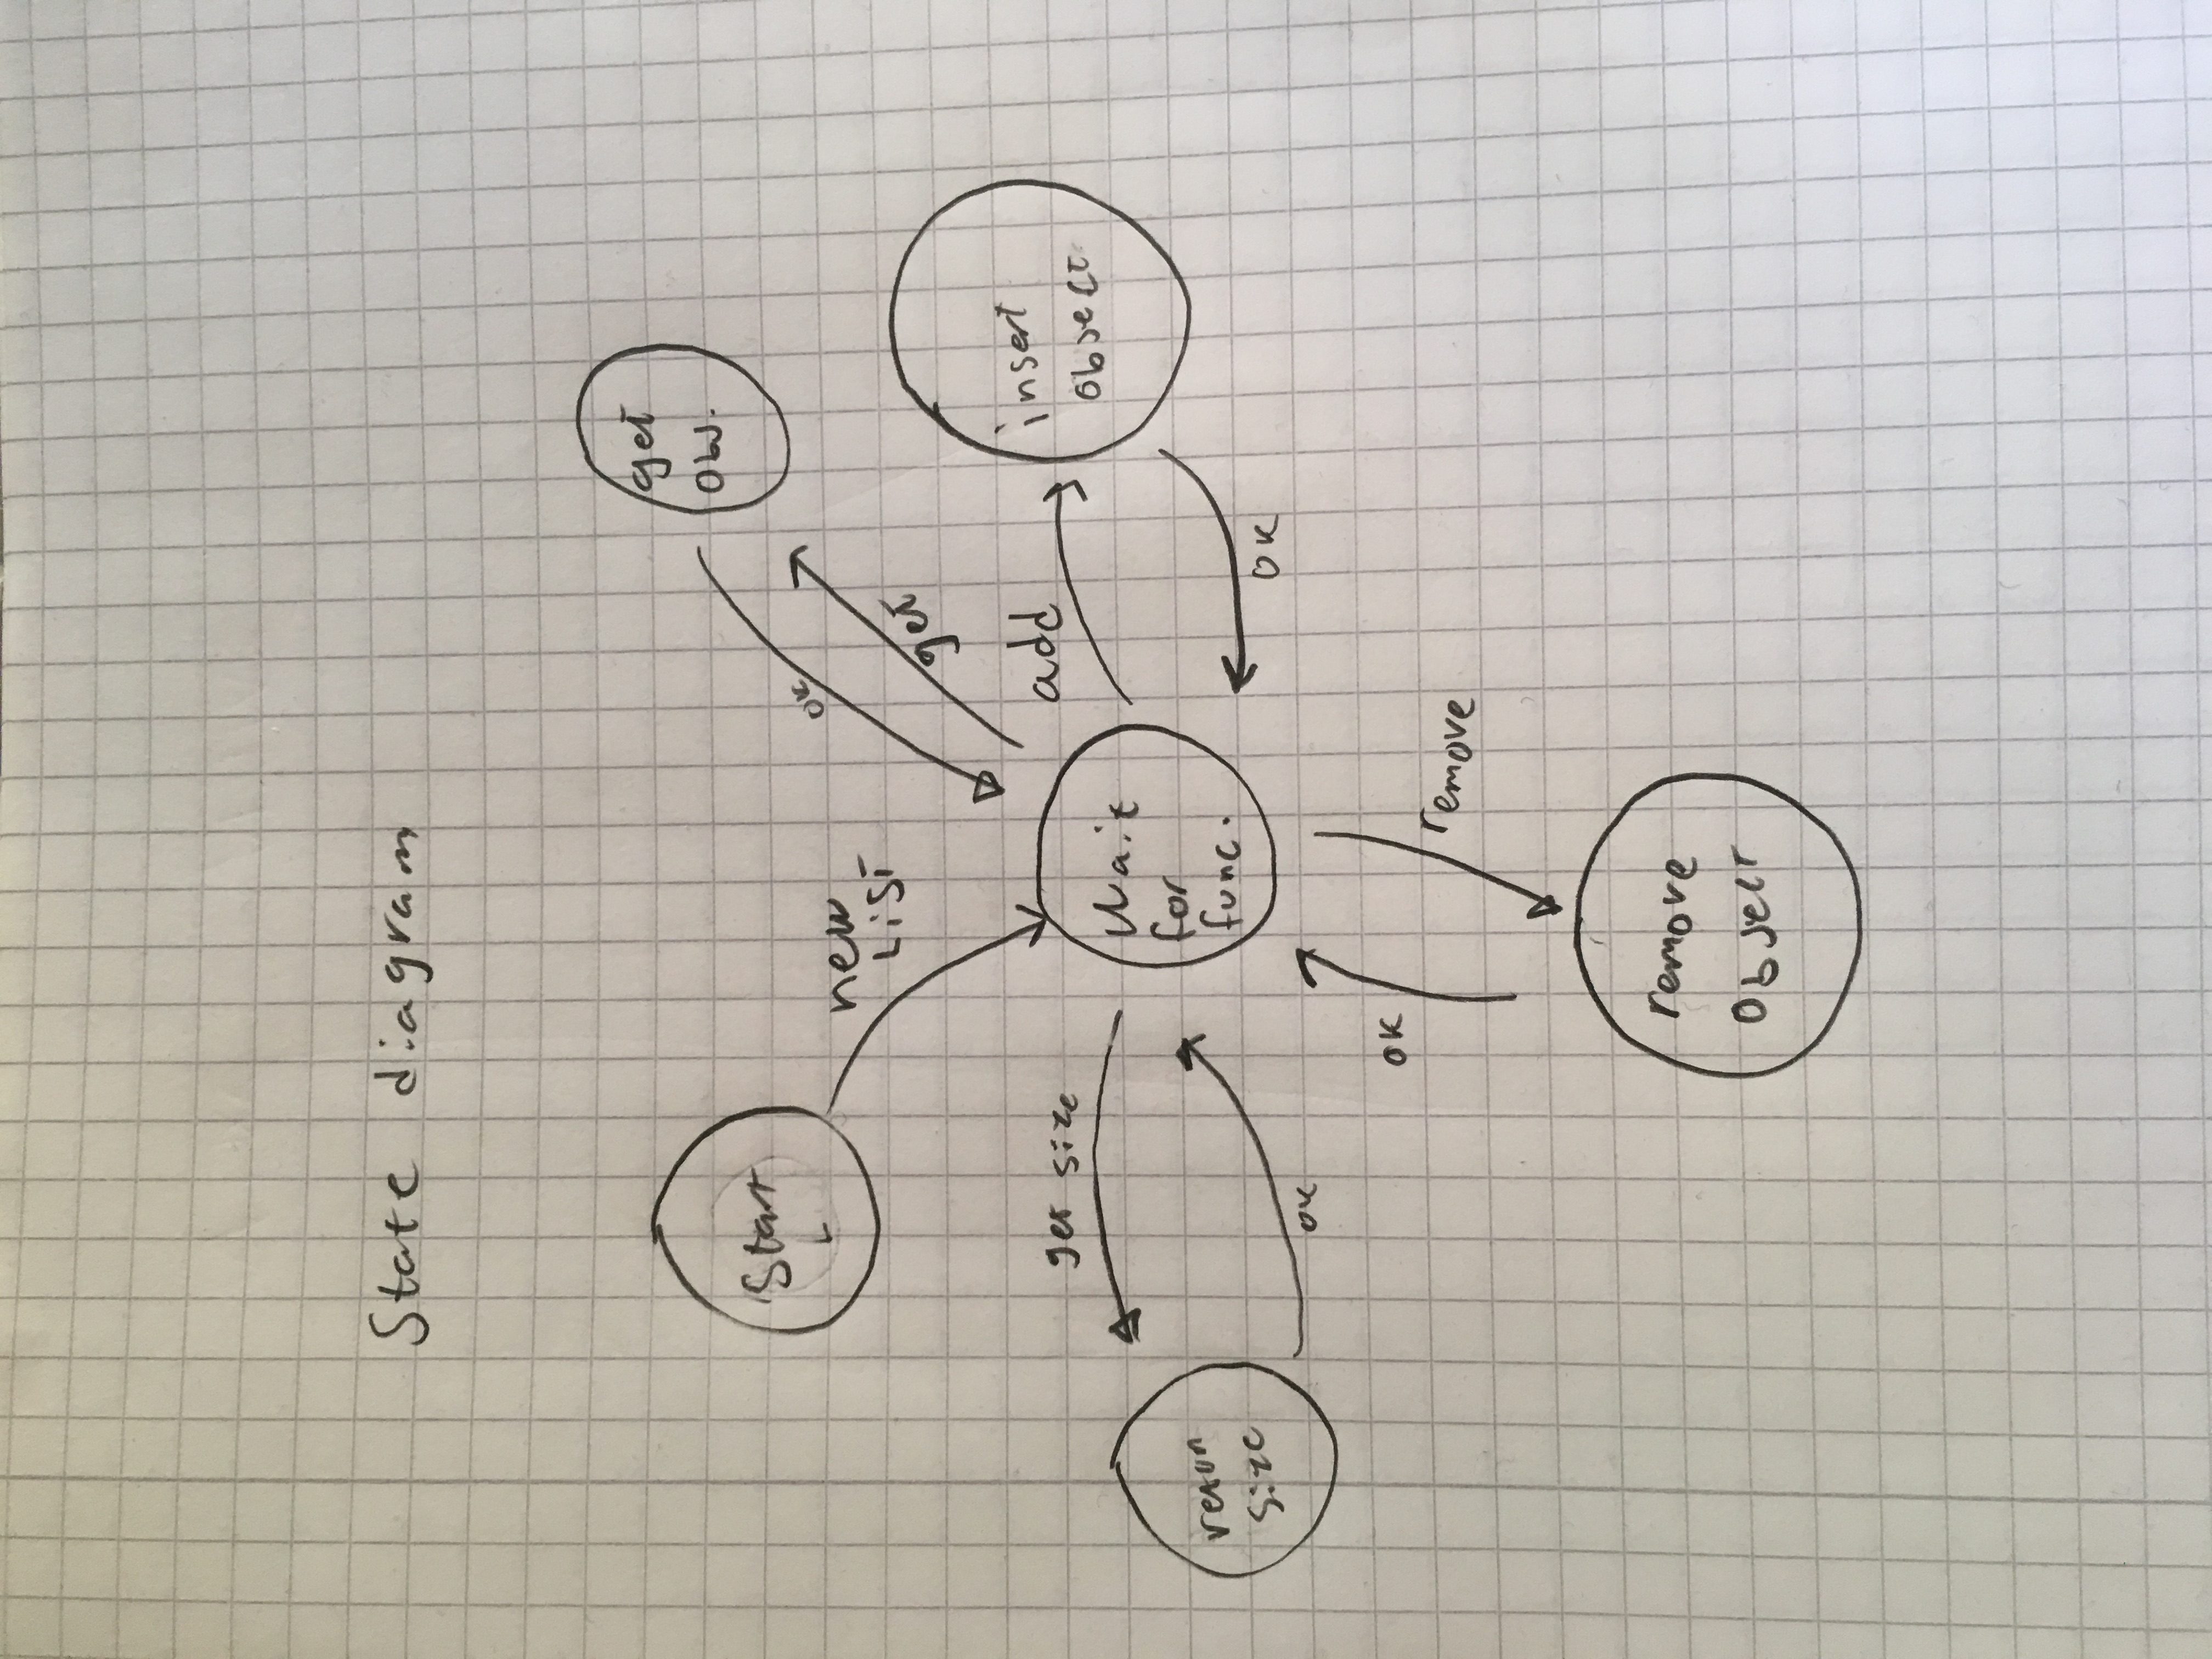 State diagram
get
Obj.
Start
ok
new
List
get
insert
object
add
get size
Wait
for
func.
retun
size
ok
ok
ok
remove
remove
Object